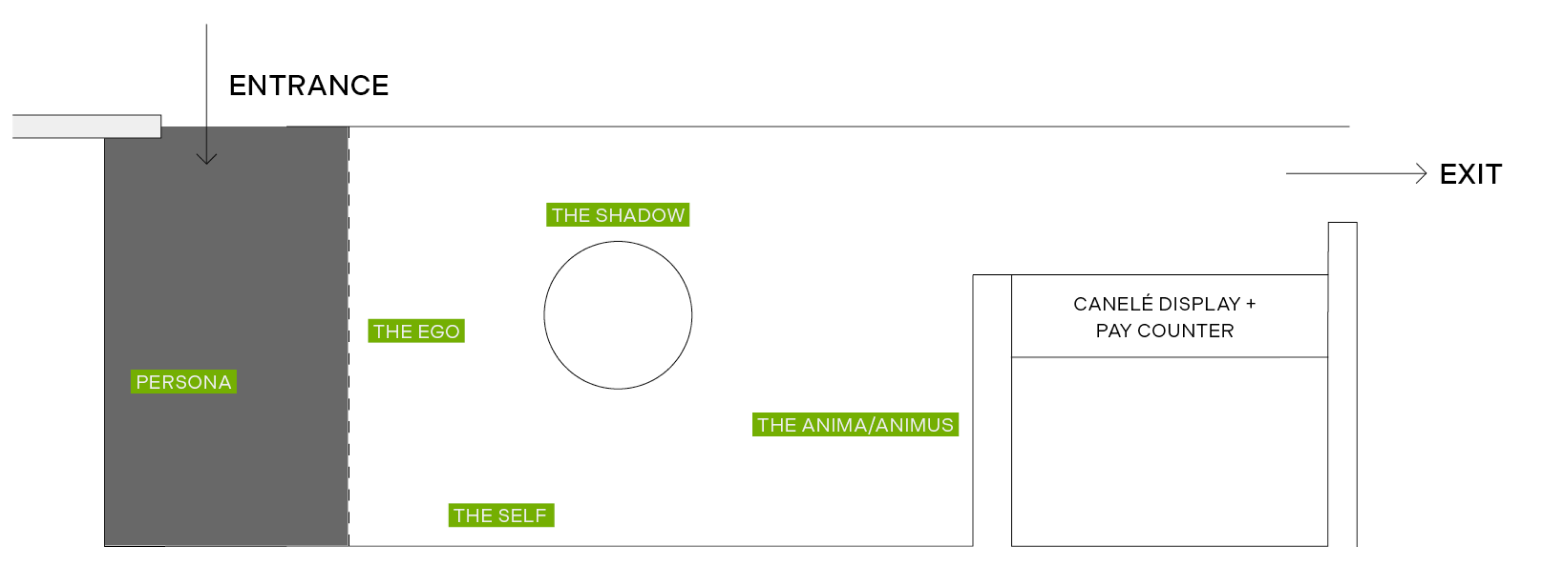 ENTRANCE
EXIT
THE SHADOW
CANELÉ DISPLAY +
PAY COUNTER
THE EGO
PERSONA
THE ANIMA/ANIMUS
THE SELF